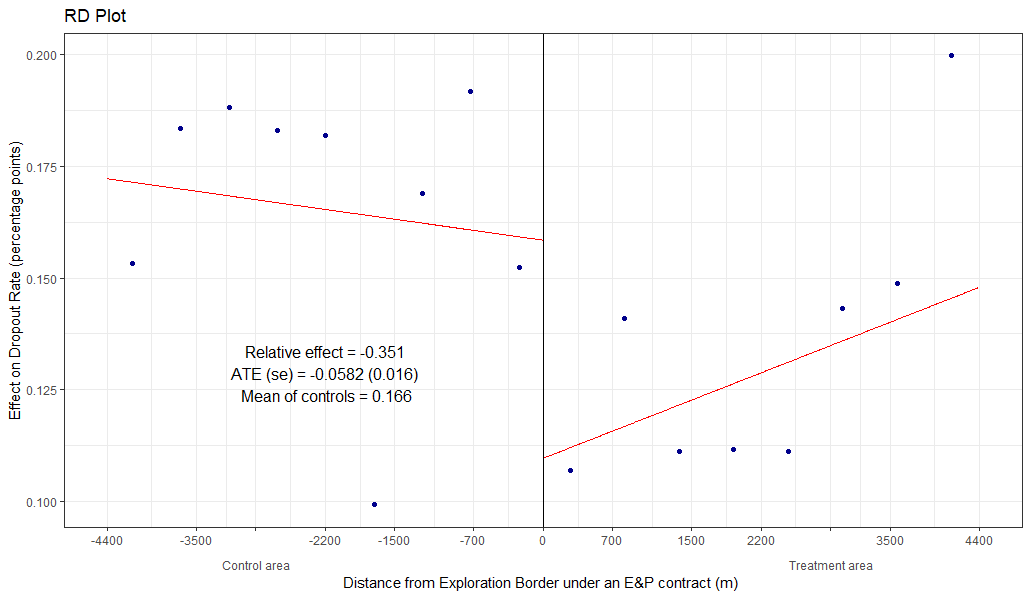 RD Plot
Effect on Dropout Rate (percentage points)
0.200
0.175
0.150
0.125
0.100
Relative effect = -0.351
ATE (se) = -0.0582 (0.016)
Mean of controls = 0.166
-4400 -3500 -2200 -1500 -700 0 700 1500 2200 3500 4400
Control area Treatment area
Distance from Exploration Border under an E&P contract (m)